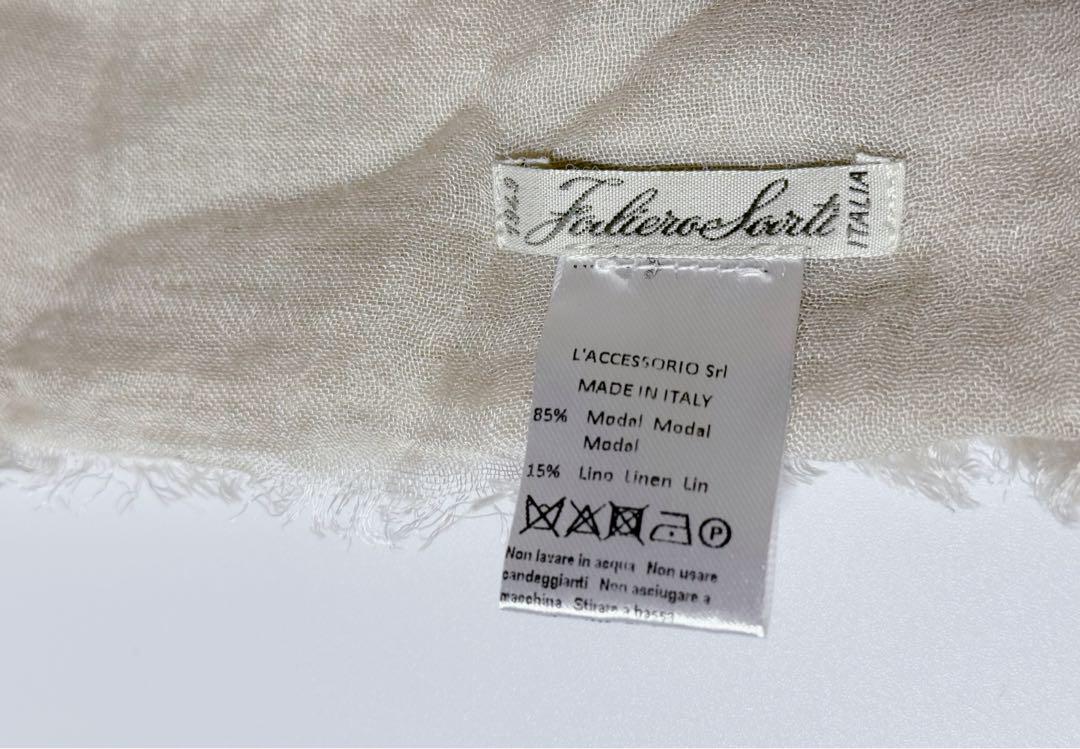 1949 Faliero Sarti ITALIA
L'ACCESSORIO Srl
MADE IN ITALY
85% Modal Modal
Modal
15% Lino Linen Lin
P
Non lavare in acqua Non usare
candeggianti Non asciugare a
macchina Stirare a bassa